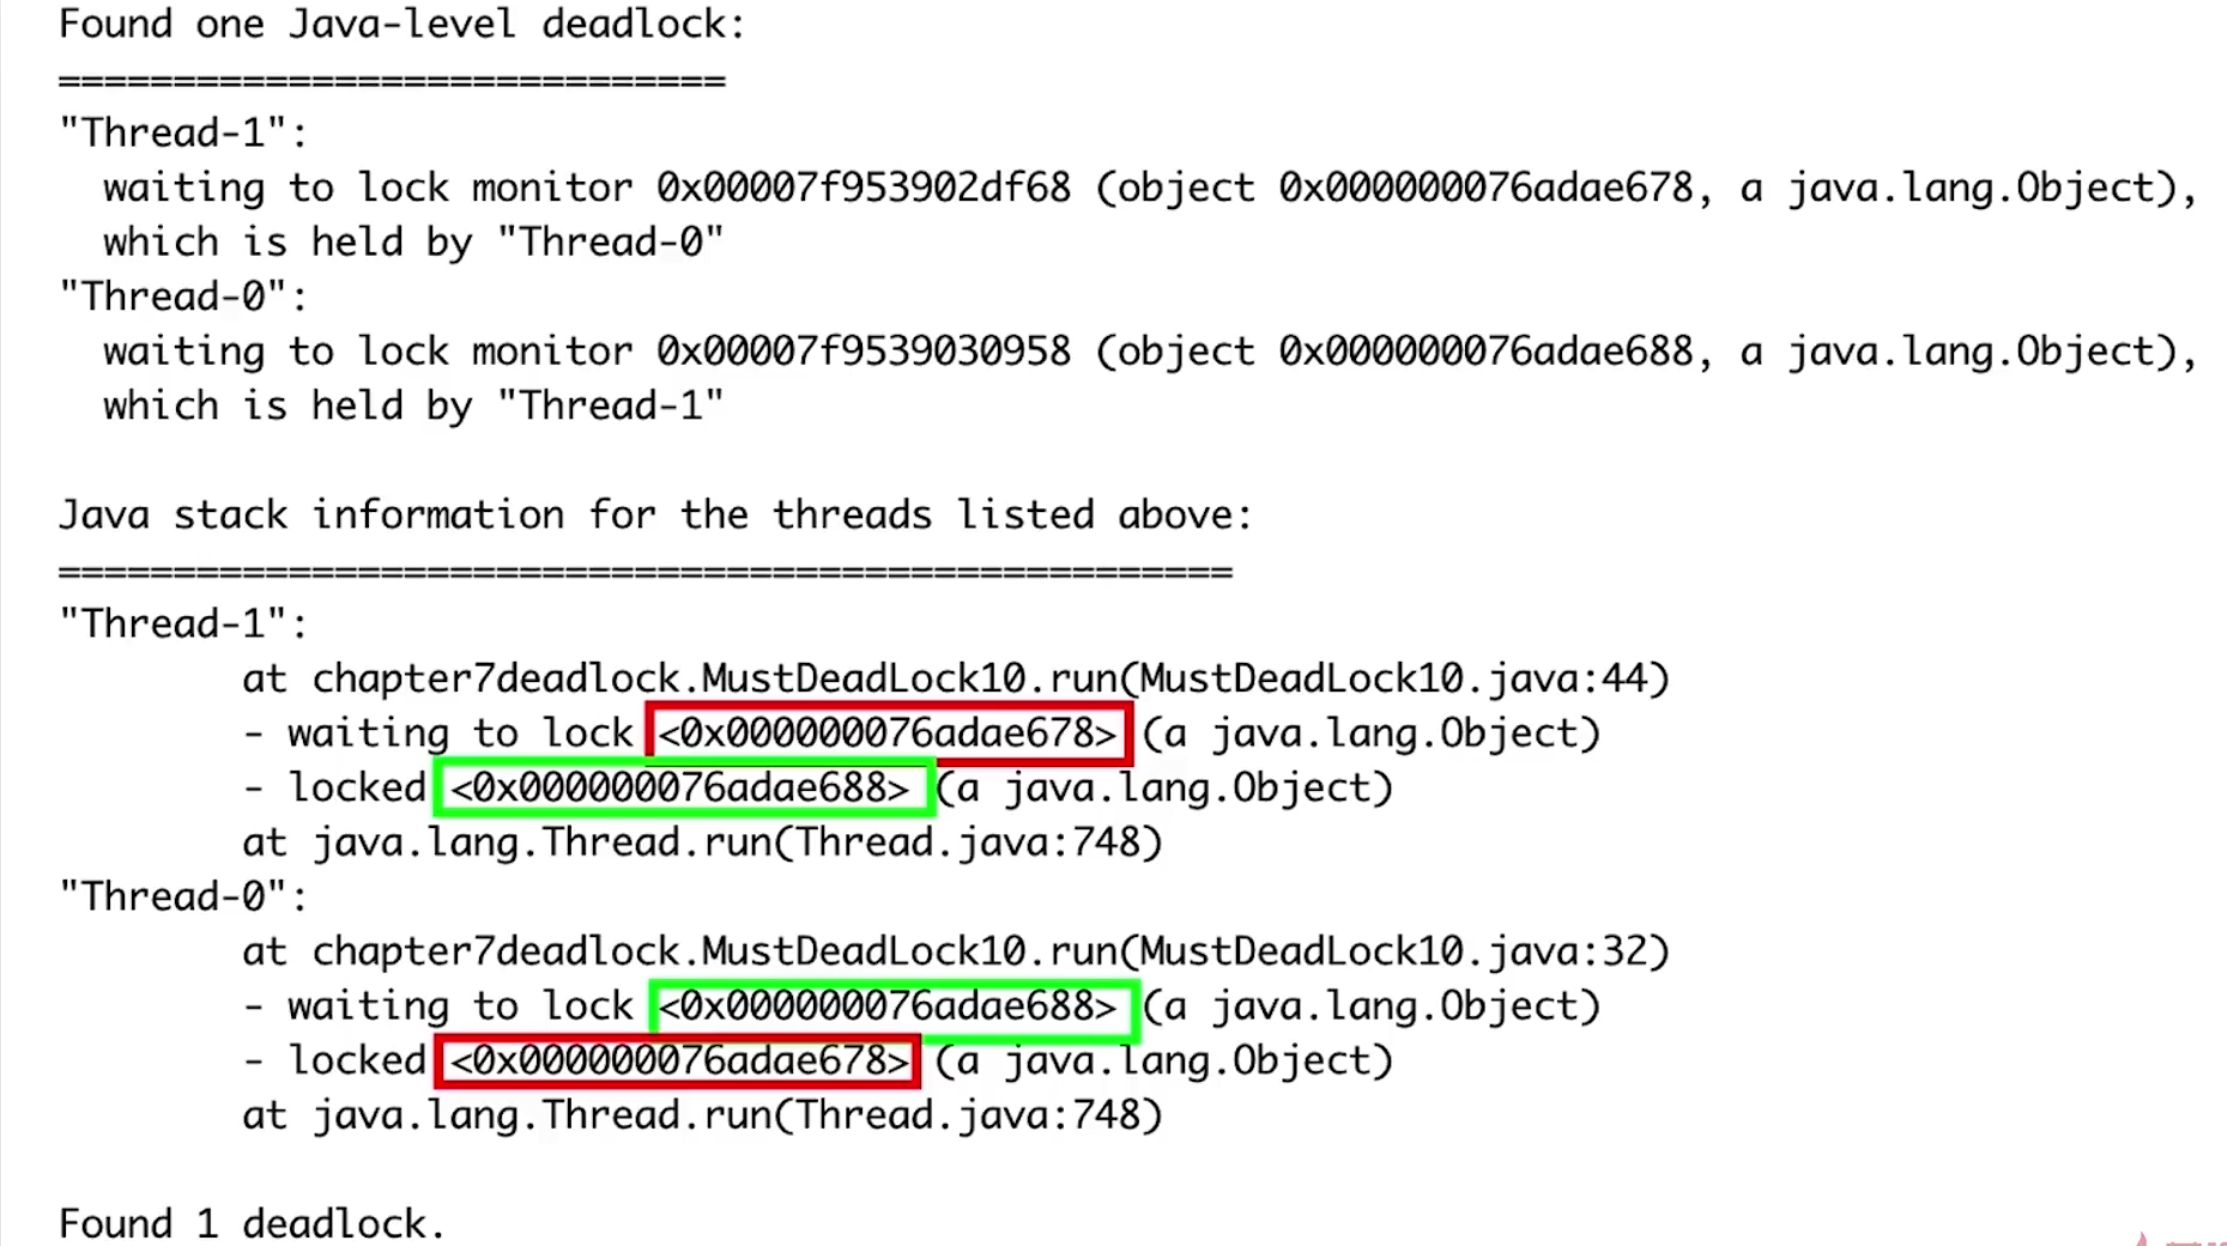 Found one Java-level deadlock:
=============================
"Thread-1":
  waiting to lock monitor 0x00007f953902df68 (object 0x000000076adae678, a java.lang.Object),
  which is held by "Thread-0"
"Thread-0":
  waiting to lock monitor 0x00007f9539030958 (object 0x000000076adae688, a java.lang.Object),
  which is held by "Thread-1"

Java stack information for the threads listed above:
===================================================
"Thread-1":
        at chapter7deadlock.MustDeadLock10.run(MustDeadLock10.java:44)
        - waiting to lock <0x000000076adae678> (a java.lang.Object)
        - locked <0x000000076adae688> (a java.lang.Object)
        at java.lang.Thread.run(Thread.java:748)
"Thread-0":
        at chapter7deadlock.MustDeadLock10.run(MustDeadLock10.java:32)
        - waiting to lock <0x000000076adae688> (a java.lang.Object)
        - locked <0x000000076adae678> (a java.lang.Object)
        at java.lang.Thread.run(Thread.java:748)

Found 1 deadlock.